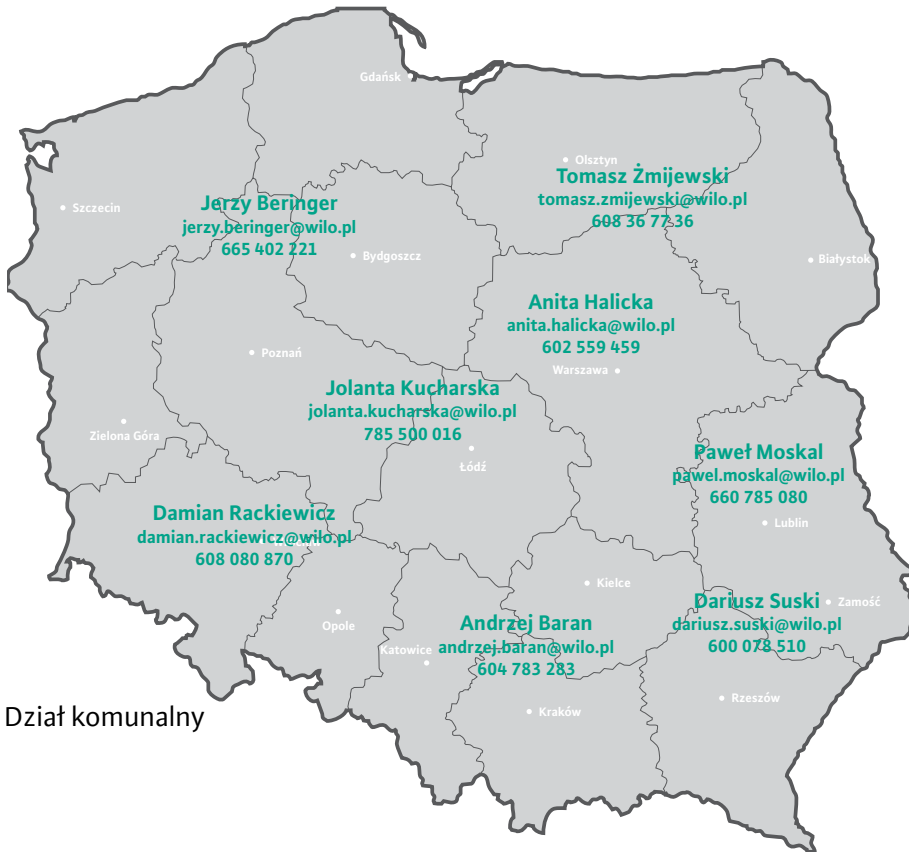 Gdańsk
Olsztyn
Tomasz Żmijewski
tomasz.zmijewski@wilo.pl
608 36 77 36
Szczecin
Jerzy Beringer
jerzy.beringer@wilo.pl
665 402 221
Bydgoszcz
Białystok
Anita Halicka
anita.halicka@wilo.pl
602 559 459
Warszawa
Poznań
Jolanta Kucharska
jolanta.kucharska@wilo.pl
785 500 016
Zielona Góra
Łódź
Paweł Moskal
pawel.moskal@wilo.pl
660 785 080
Lublin
Damian Rackiewicz
damian.rackiewicz@wilo.pl
608 080 870
Kielce
Opole
Dariusz Suski
dariusz.suski@wilo.pl
600 078 510
Zamość
Andrzej Baran
andrzej.baran@wilo.pl
604 783 283
Katowice
Rzeszów
Kraków
Dział komunalny